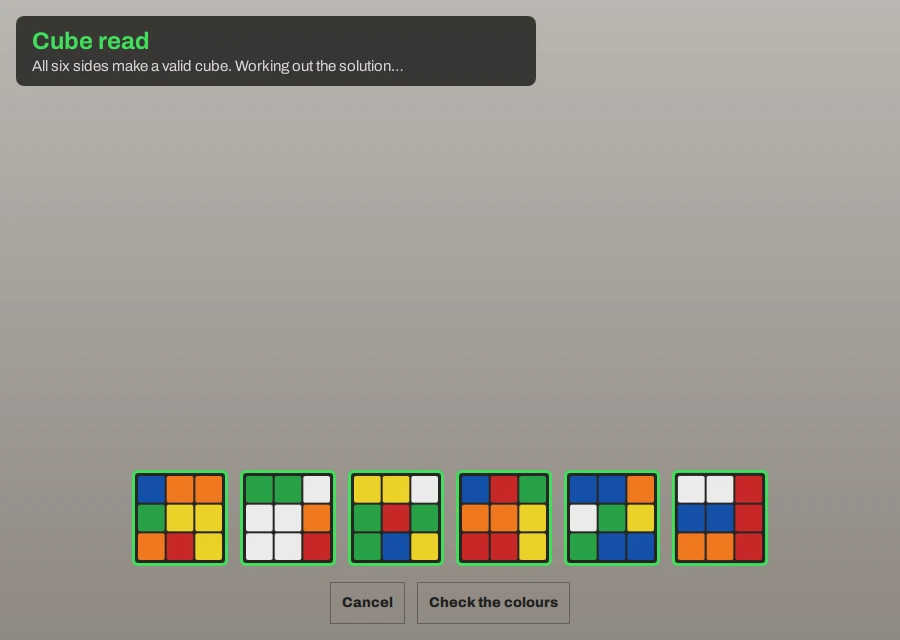 Cube read
All six sides make a valid cube. Working out the solution...
Cancel
Check the colours